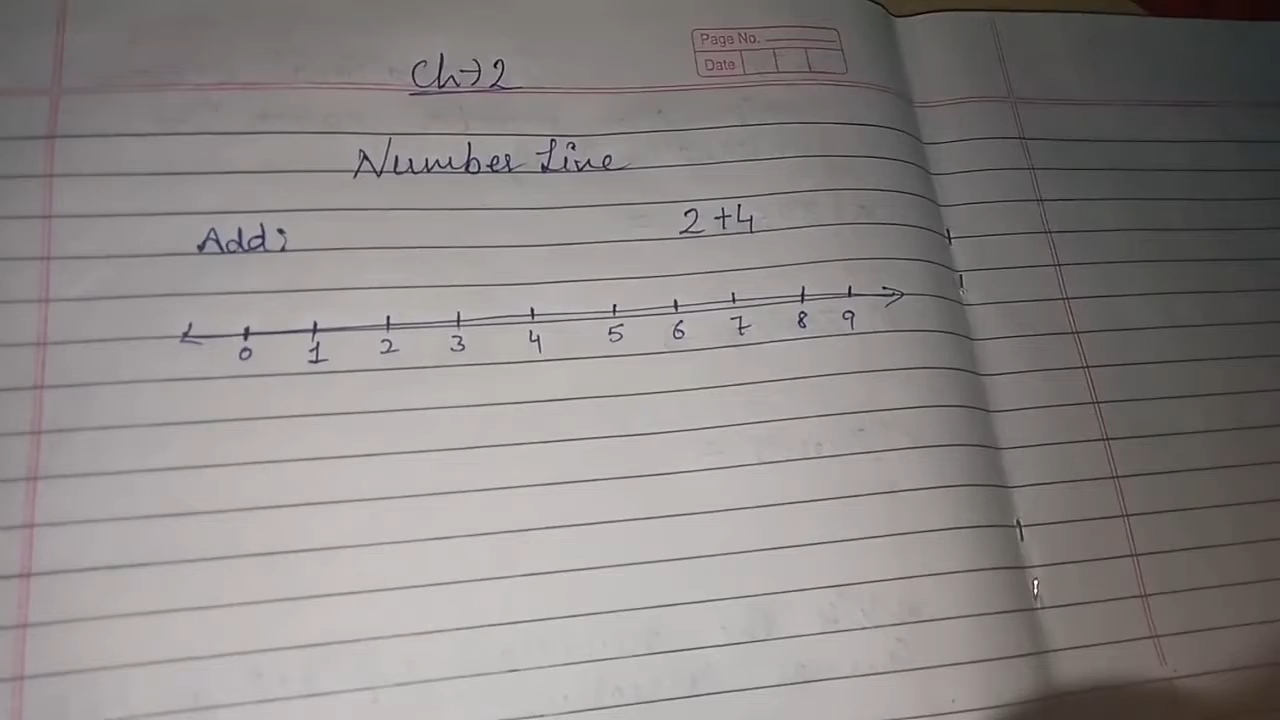 Page No.
Date
Ch→2
Number Line
Add:
2+4
0 1 2 3 4 5 6 7 8 9